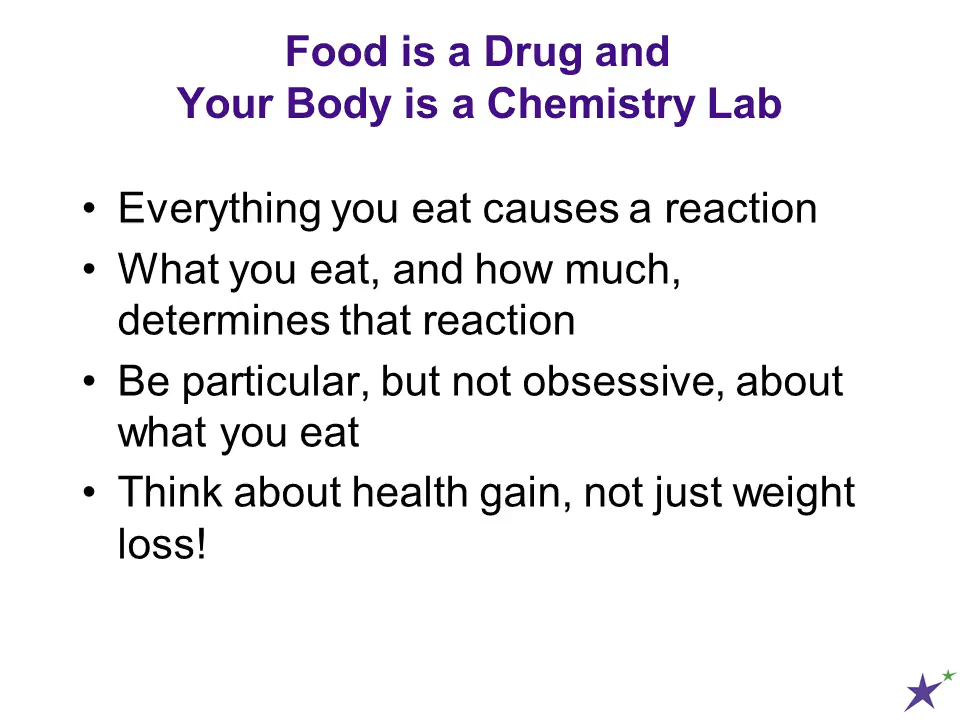 Food is a Drug and
Your Body is a Chemistry Lab
• Everything you eat causes a reaction
• What you eat, and how much,
determines that reaction
• Be particular, but not obsessive, about
what you eat
• Think about health gain, not just weight
loss!